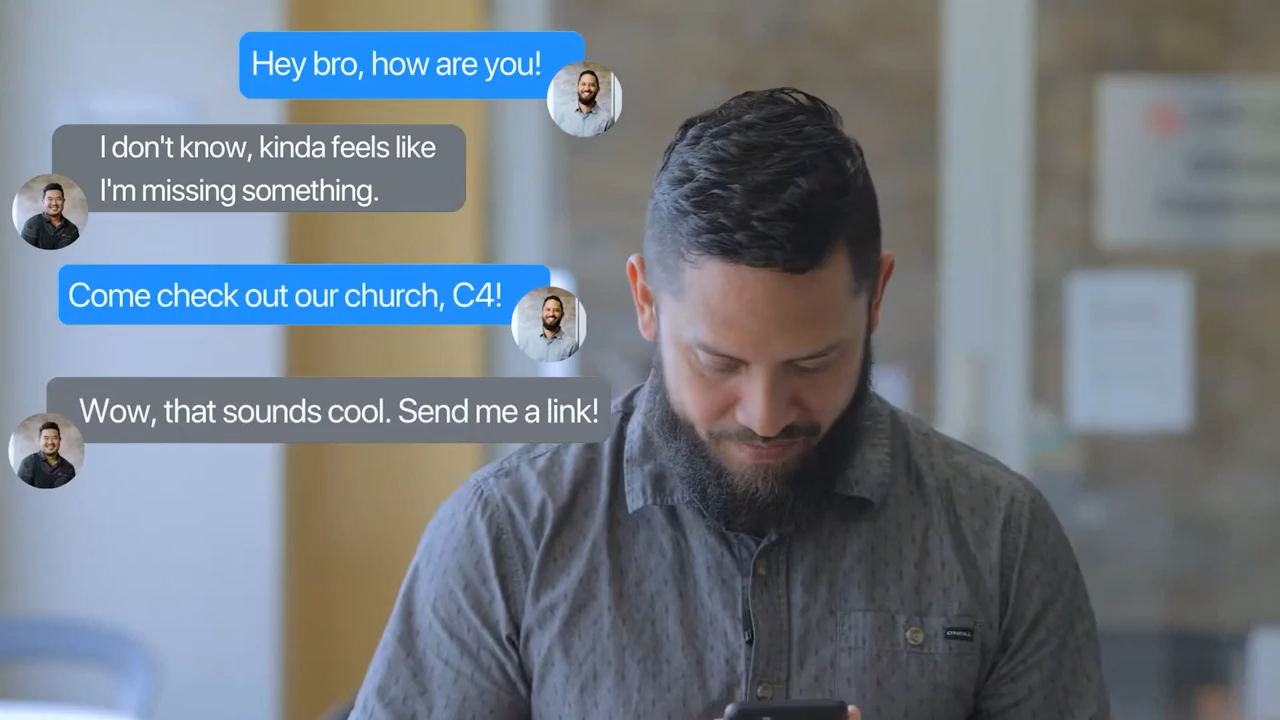 Hey bro, how are you!
I don't know, kinda feels like
I'm missing something.
Come check out our church, C4!
Wow, that sounds cool. Send me a link!
O'NEILL